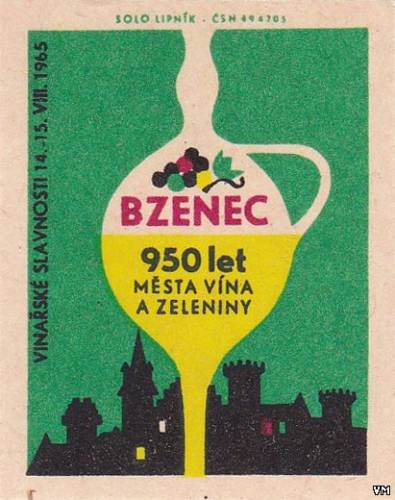 SOLO LIPNÍK - ČSN 494705
VINAŘSKÉ SLAVNOSTI 14.-15. VIII. 1965
BZENEC
950 let
MĚSTA VÍNA
A ZELENINY
VM